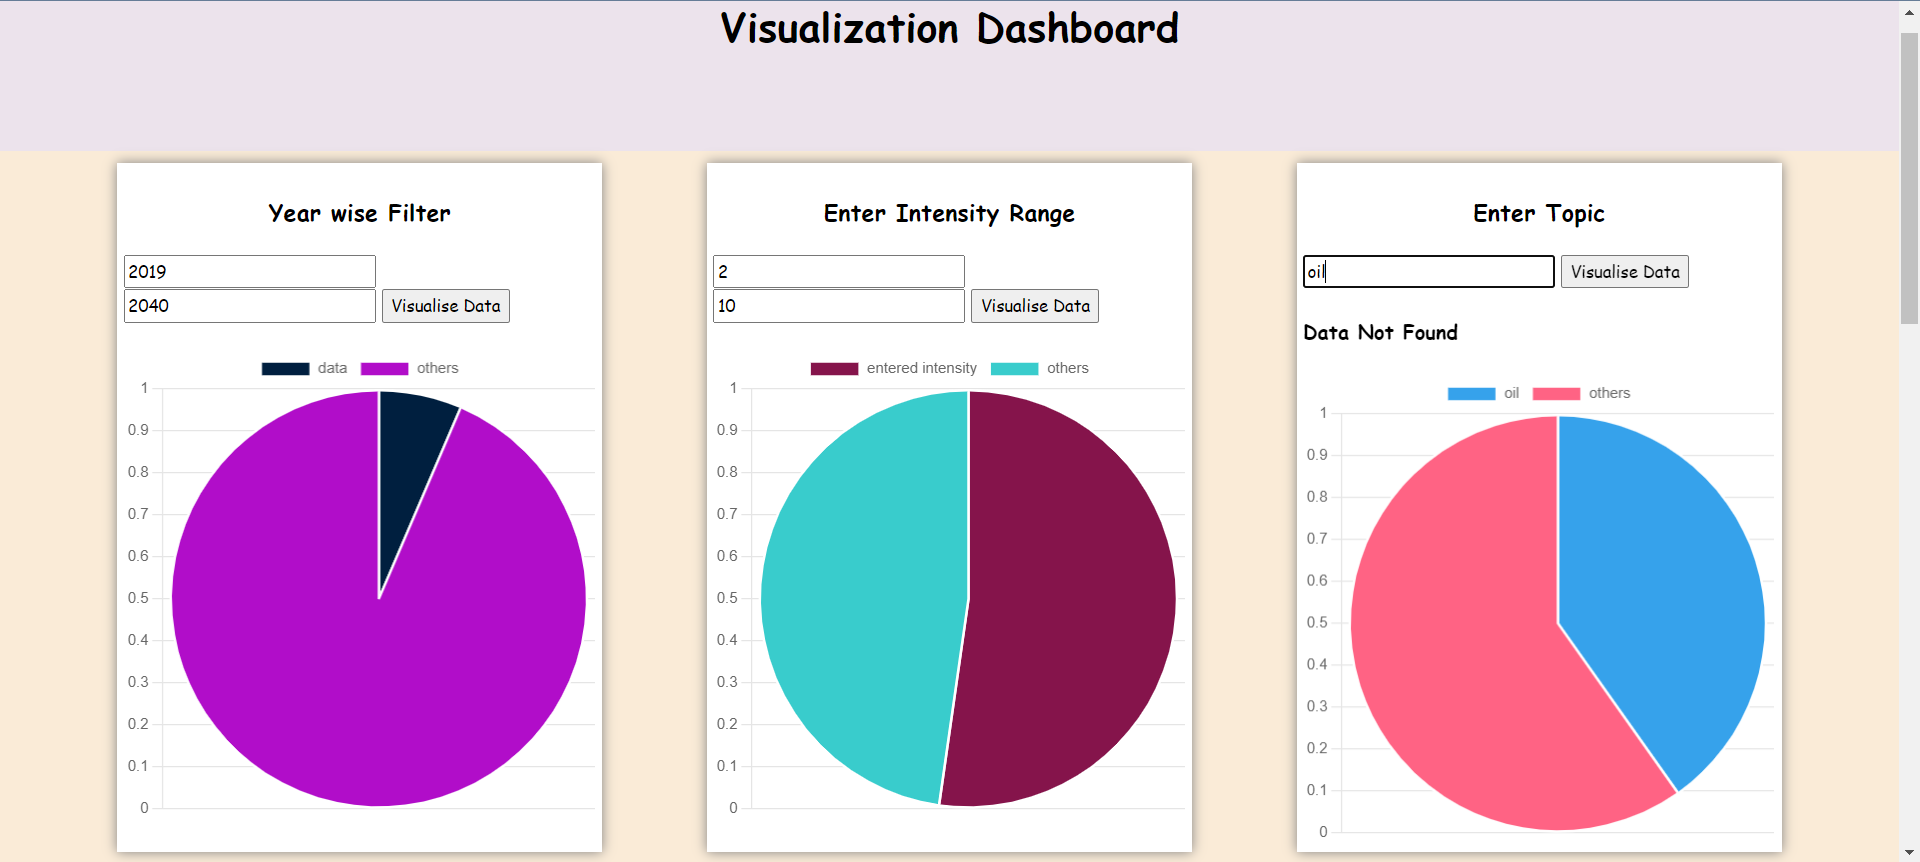 Visualization Dashboard
Year wise Filter
2019
2040
Visualise Data
data
others
1
0.9
0.8
0.7
0.6
0.5
0.4
0.3
0.2
0.1
0
Enter Intensity Range
2
10
Visualise Data
entered intensity
others
1
0.9
0.8
0.7
0.6
0.5
0.4
0.3
0.2
0.1
0
Enter Topic
oil
Visualise Data
Data Not Found
oil
others
1
0.9
0.8
0.7
0.6
0.5
0.4
0.3
0.2
0.1
0